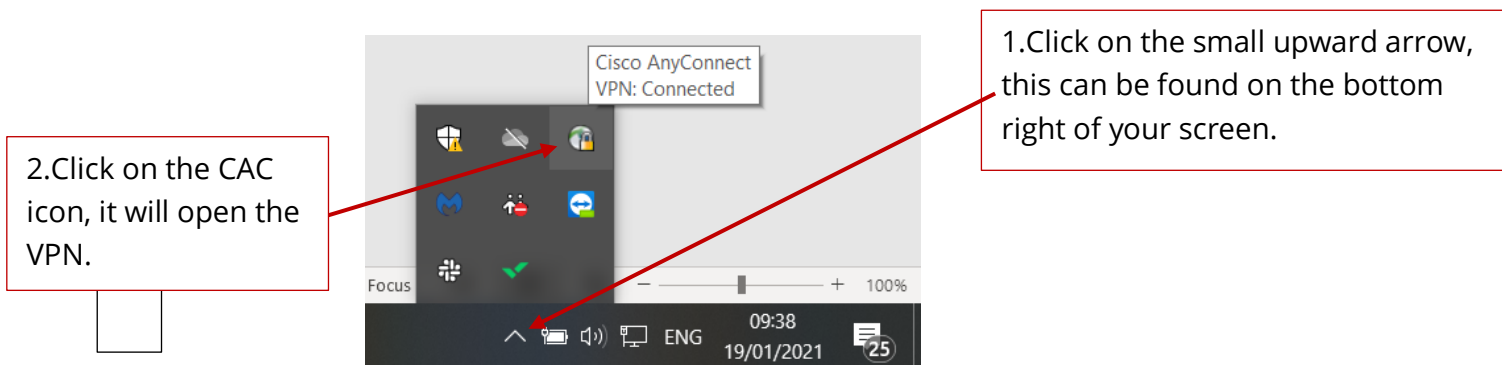 1.Click on the small upward arrow,
this can be found on the bottom
right of your screen.
Cisco AnyConnect
VPN: Connected
2.Click on the CAC
icon, it will open the
VPN.
Focus
100%
ENG
09:38
19/01/2021
25